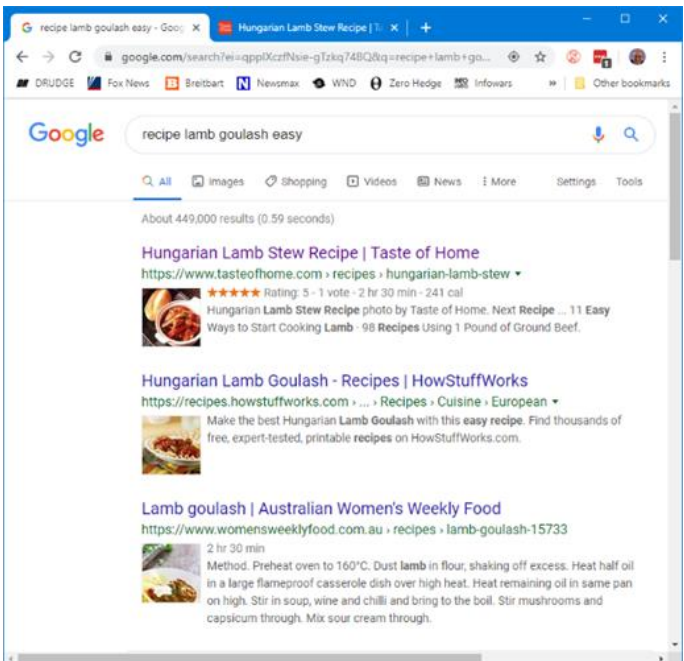 recipe lamb goulash easy - Goog
Hungarian Lamb Stew Recipe | Ta
google.com/search?ei=qpplXczfNsie-gTzkq748Q&q=recipe+lamb+go...
DRUDGE Fox News Breitbart Newsmax WND Zero Hedge Infowars » Other bookmarks
Google
recipe lamb goulash easy
All Images Shopping Videos News More Settings Tools
About 449,000 results (0.59 seconds)
Hungarian Lamb Stew Recipe | Taste of Home
https://www.tasteofhome.com › recipes › hungarian-lamb-stew
Rating: 5 - 1 vote - 2 hr 30 min - 241 cal
Hungarian Lamb Stew Recipe photo by Taste of Home. Next Recipe ... 11 Easy
Ways to Start Cooking Lamb · 98 Recipes Using 1 Pound of Ground Beef.
Hungarian Lamb Goulash - Recipes | HowStuffWorks
https://recipes.howstuffworks.com › ... › Recipes › Cuisine › European
Make the best Hungarian Lamb Goulash with this easy recipe. Find thousands of
free, expert-tested, printable recipes on HowStuffWorks.com.
Lamb goulash | Australian Women's Weekly Food
https://www.womensweeklyfood.com.au › recipes › lamb-goulash-15733
2 hr 30 min
Method. Preheat oven to 160°C. Dust lamb in flour, shaking off excess. Heat half oil
in a large flameproof casserole dish over high heat. Heat remaining oil in same pan
on high. Stir in soup, wine and chilli and bring to the boil. Stir mushrooms and
capsicum through. Mix sour cream through.